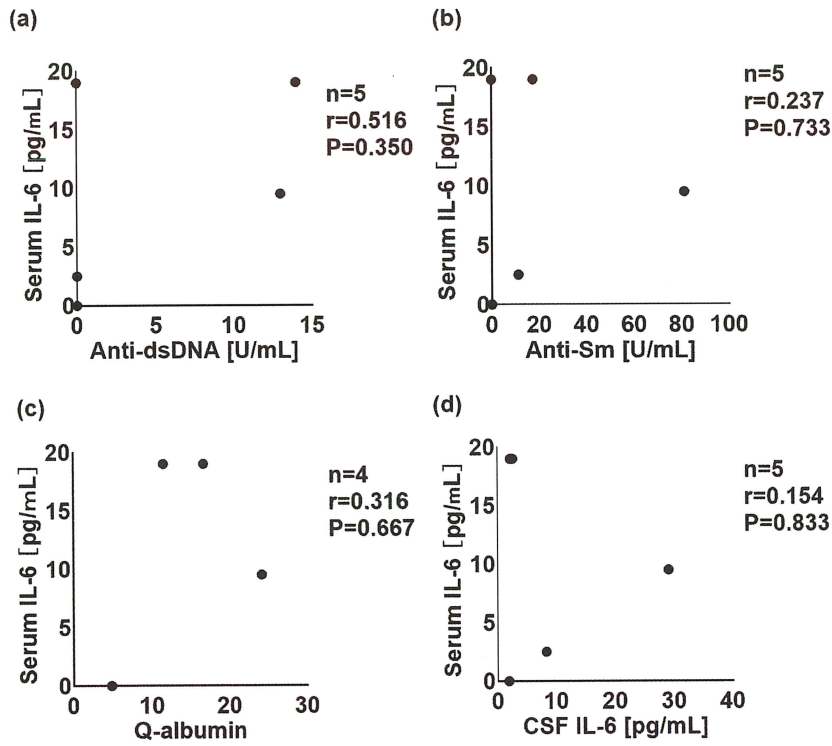 (a)
20
15
10
5
0
Serum IL-6 [pg/mL]
0 5 10 15
Anti-dsDNA [U/mL]
n=5
r=0.516
P=0.350
(b)
20
15
10
5
0
Serum IL-6 [pg/mL]
0 20 40 60 80 100
Anti-Sm [U/mL]
n=5
r=0.237
P=0.733
(c)
20
15
10
5
0
Serum IL-6 [pg/mL]
0 10 20 30
Q-albumin
n=4
r=0.316
P=0.667
(d)
20
15
10
5
0
Serum IL-6 [pg/mL]
0 10 20 30 40
CSF IL-6 [pg/mL]
n=5
r=0.154
P=0.833